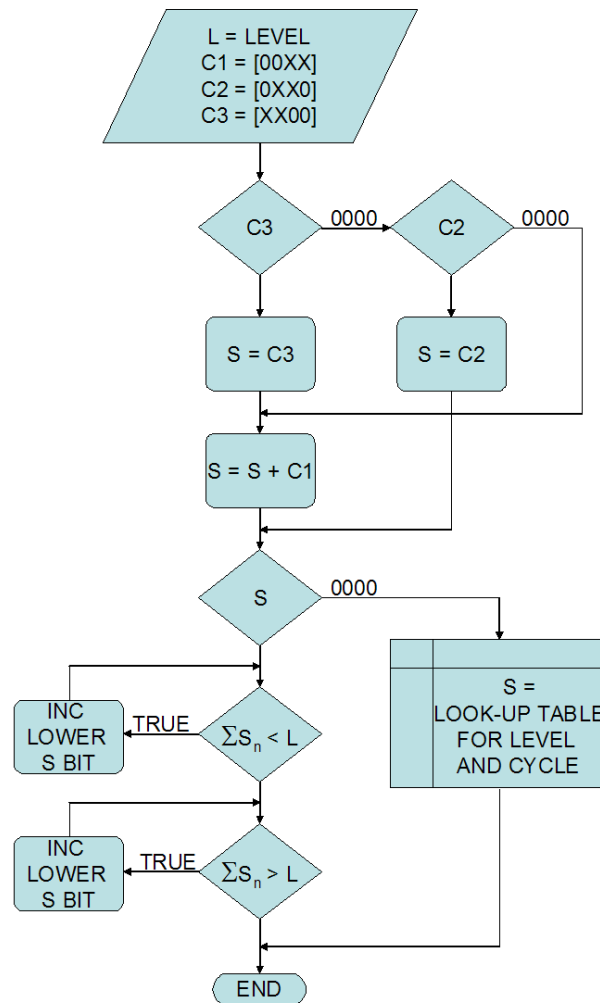 L = LEVEL
C1 = [00XX]
C2 = [0XX0]
C3 = [XX00]
C3
0000
C2
0000
S = C3
S = C2
S = S + C1
S
0000
S =
LOOK-UP TABLE
FOR LEVEL
AND CYCLE
INC
LOWER
S BIT
TRUE
ΣSn < L
INC
LOWER
S BIT
TRUE
ΣSn > L
END